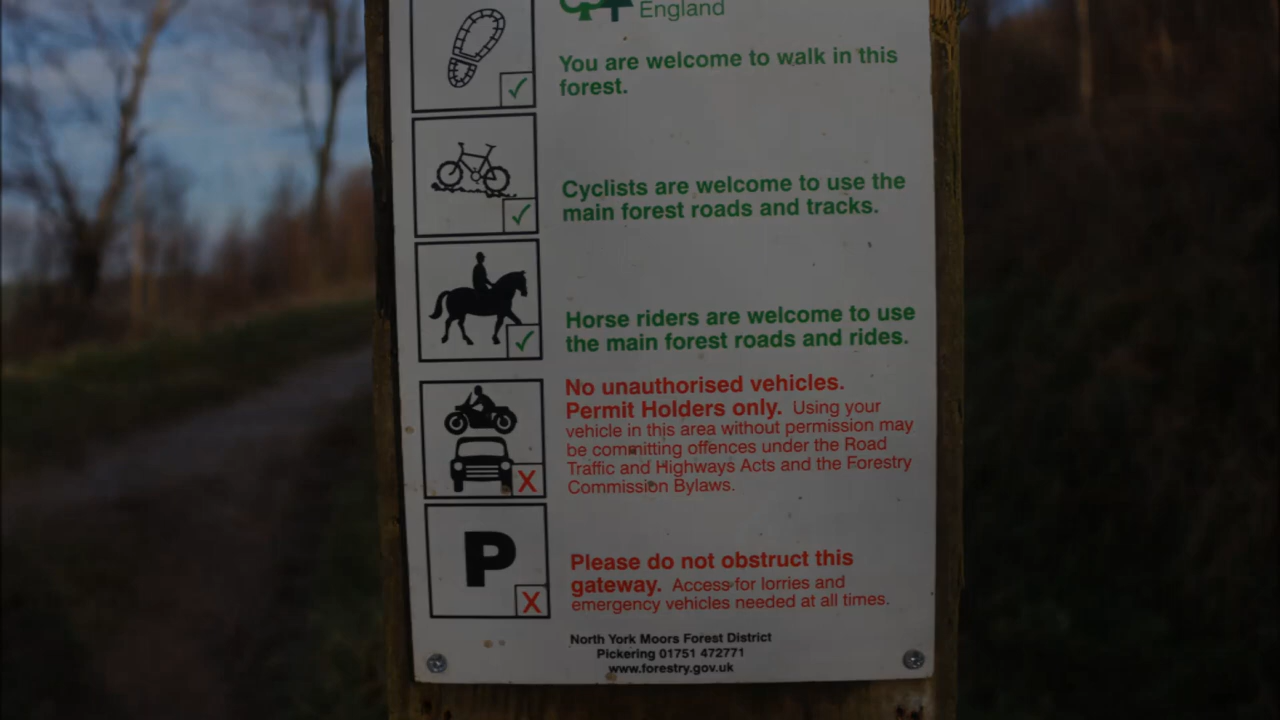 England
You are welcome to walk in this
forest.
Cyclists are welcome to use the
main forest roads and tracks.
Horse riders are welcome to use
the main forest roads and rides.
No unauthorised vehicles.
Permit Holders only. Using your
vehicle in this area without permission may
be committing offences under the Road
Traffic and Highways Acts and the Forestry
Commission Bylaws.
X
P
X
Please do not obstruct this
gateway. Access for lorries and
emergency vehicles needed at all times.
North York Moors Forest District
Pickering 01751 472771
www.forestry.gov.uk